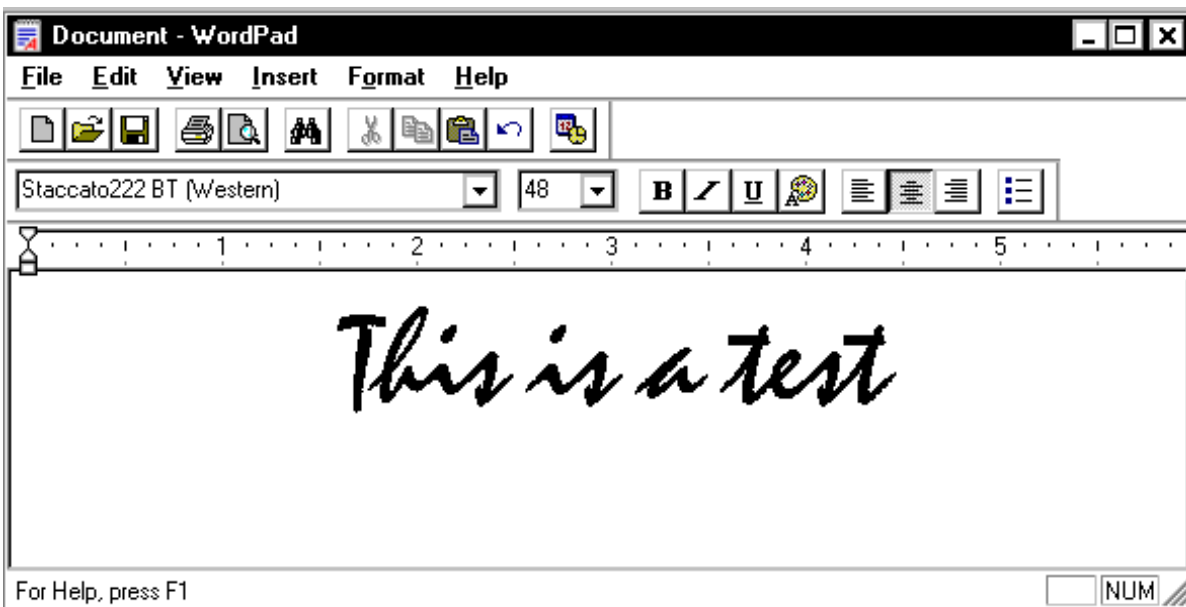 Document - WordPad
File Edit View Insert Format Help
Staccato222 BT (Western) 48 B I U
1 2 3 4 5
This is a test
For Help, press F1 NUM